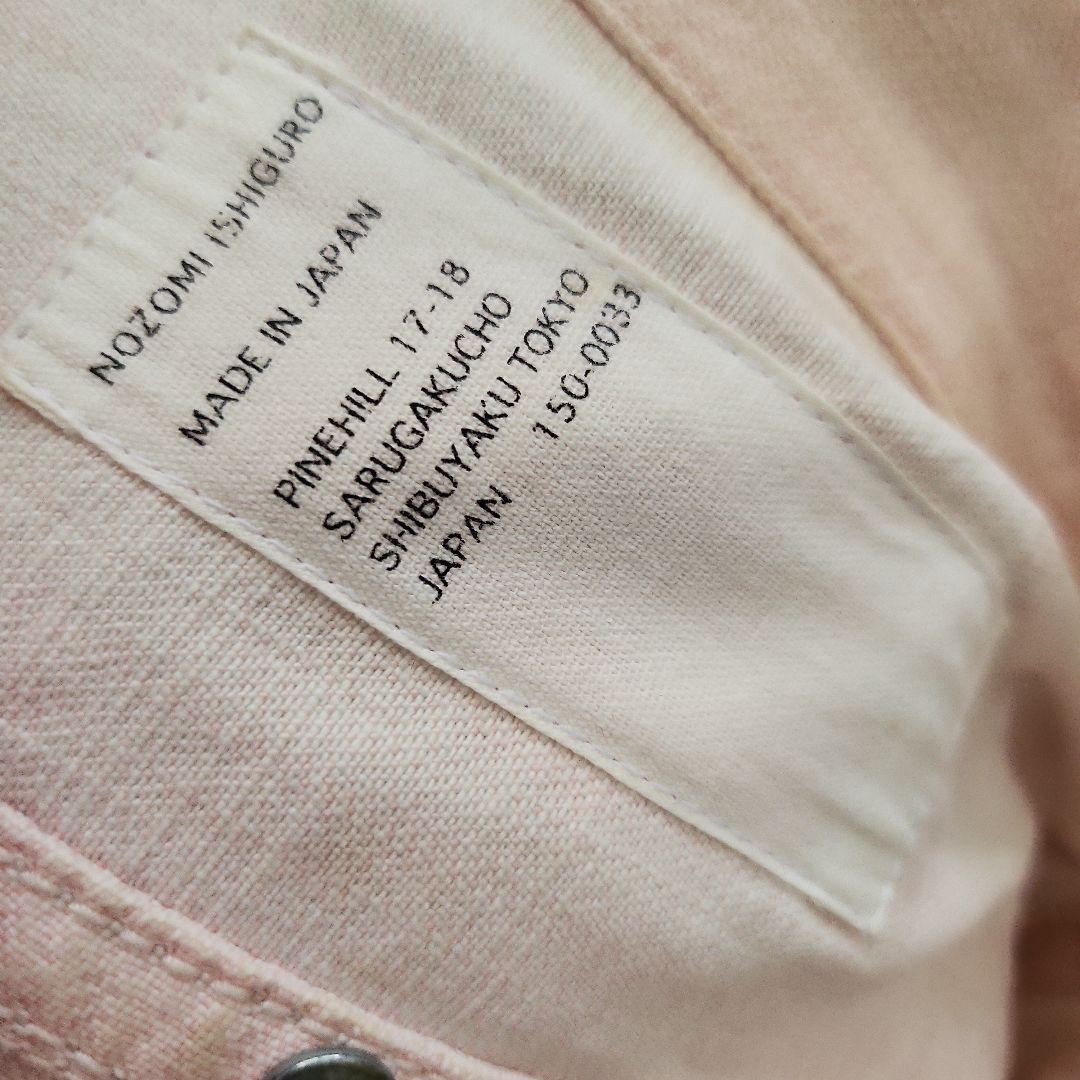 NOZOMI ISHIGURO
MADE IN JAPAN
PINEHILL 17-18
SARUGAKUCHO
SHIBUYAKU TOKYO
JAPAN 150-0033